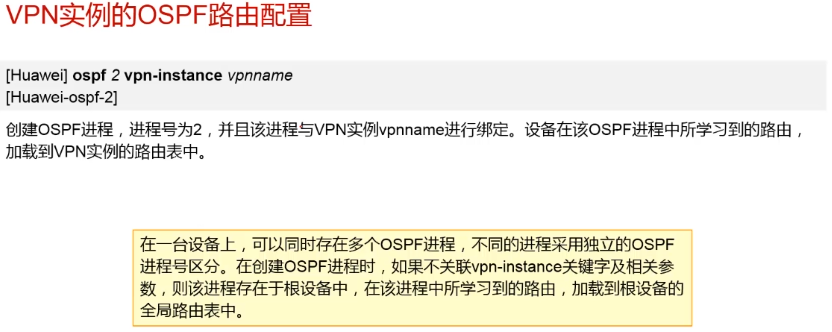 VPN实例的OSPF路由配置
[Huawei] ospf 2 vpn-instance vpnname
[Huawei-ospf-2]
创建OSPF进程，进程号为2，并且该进程与VPN实例vpnname进行绑定。设备在该OSPF进程中所学习到的路由，
加载到VPN实例的路由表中。
在一台设备上，可以同时存在多个OSPF进程，不同的进程采用独立的OSPF
进程号区分。在创建OSPF进程时，如果不关联vpn-instance关键字及相关参
数，则该进程存在于根设备中，在该进程中所学习到的路由，加载到根设备的
全局路由表中。